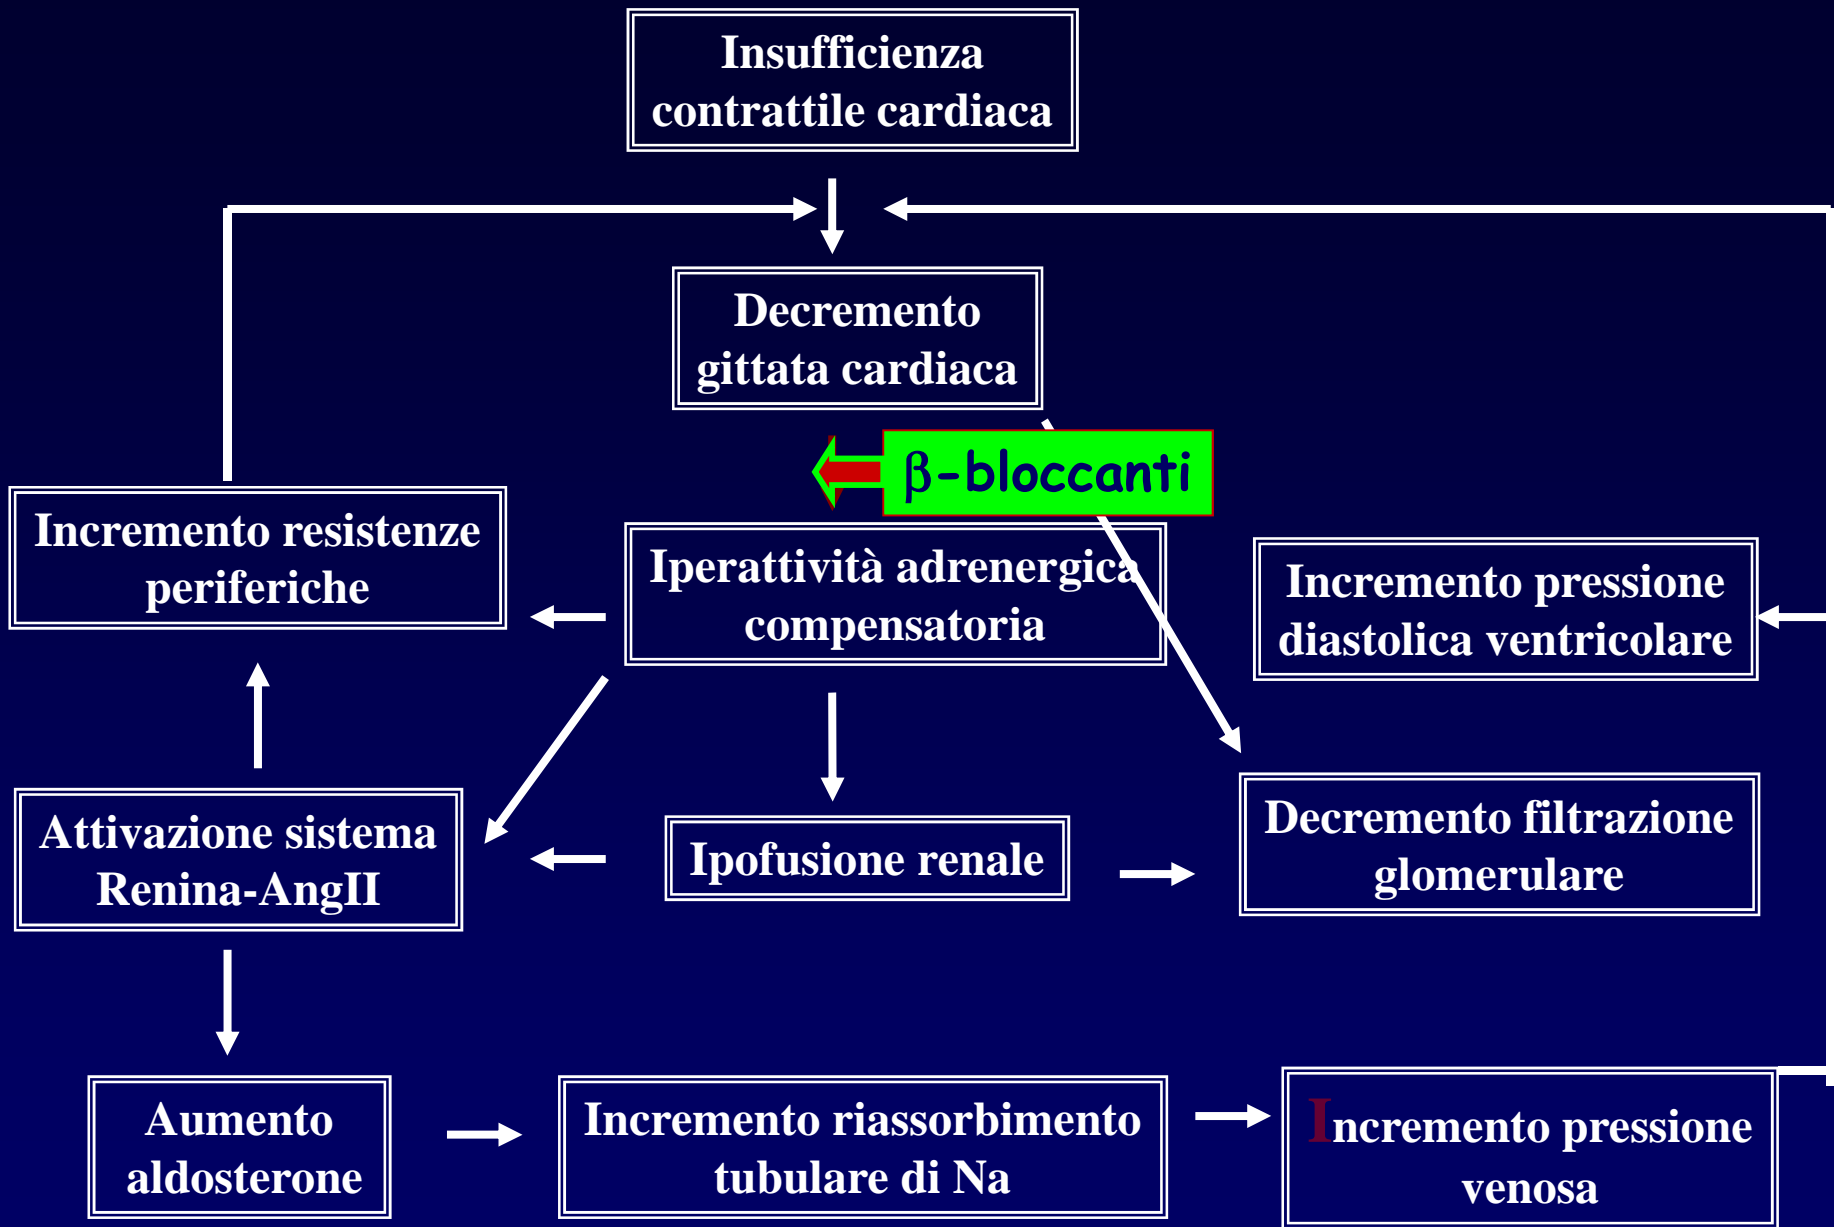 Insufficienza
contrattile cardiaca
Decremento
gittata cardiaca
β-bloccanti
Incremento resistenze
periferiche
Iperattività adrenergica
compensatoria
Incremento pressione
diastolica ventricolare
Attivazione sistema
Renina-AngII
Ipofusione renale
Decremento filtrazione
glomerulare
Aumento
aldosterone
Incremento riassorbimento
tubulare di Na
Incremento pressione
venosa